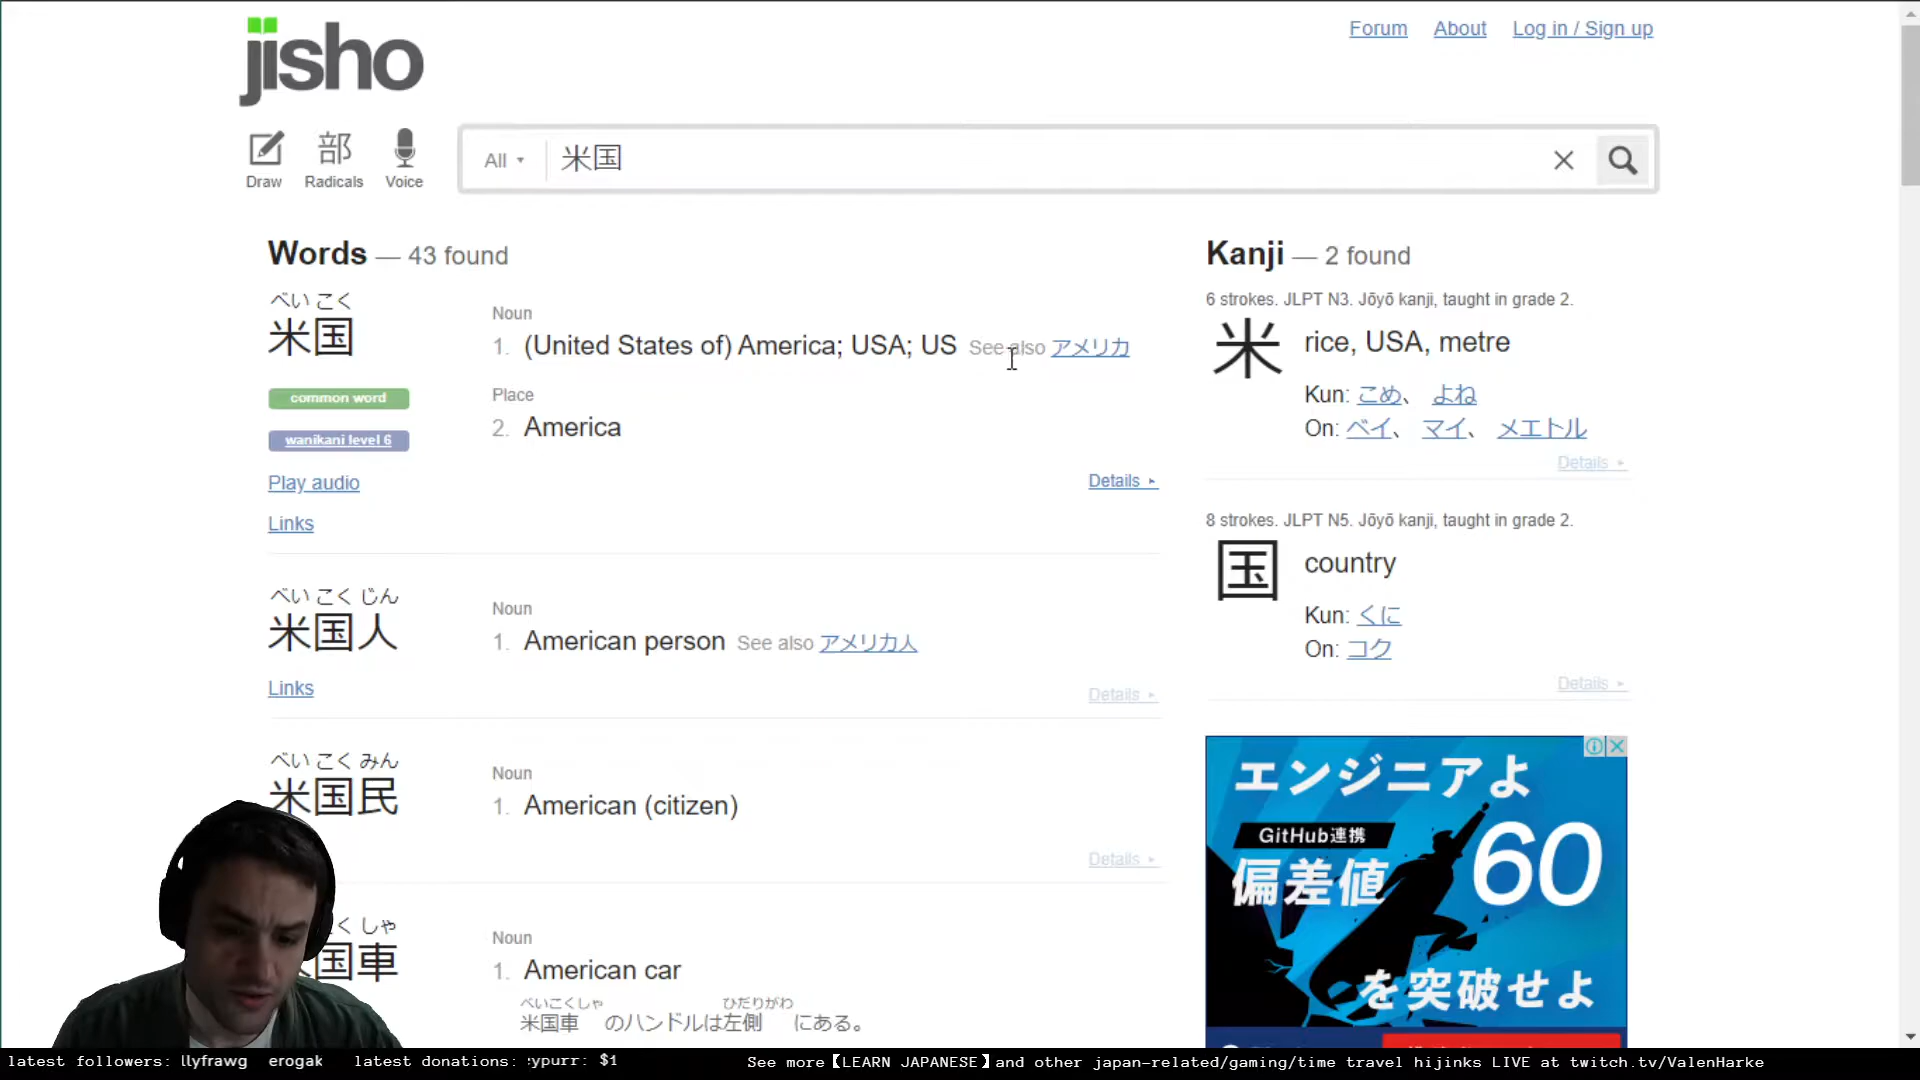 Forum About Log in / Sign up
jisho
Draw 部 Radicals Voice All 米国
Words — 43 found
べい こく
米国
common word
wanikani level 6
Play audio
Links
Noun
1. (United States of) America; USA; US See also アメリカ
Place
2. America
Details
べい こく じん
米国人
Links
Noun
1. American person See also アメリカ人
Details
べい こく みん
米国民
Noun
1. American (citizen)
Details
く しゃ
国車
Noun
1. American car
べいこくしゃ ひだりがわ
米国車 のハンドルは左側 にある。
Kanji — 2 found
6 strokes. JLPT N3. Jōyō kanji, taught in grade 2.
米 rice, USA, metre
Kun: こめ、 よね
On: ベイ、 マイ、 メエトル
Details
8 strokes. JLPT N5. Jōyō kanji, taught in grade 2.
国 country
Kun: くに
On: コク
Details
エンジニアよ
GitHub連携
偏差値 60
を突破せよ
latest followers: llyfrawg erogak latest donations: ypurr: $1 See more【LEARN JAPANESE】and other japan-related/gaming/time travel hijinks LIVE at twitch.tv/ValenHarke